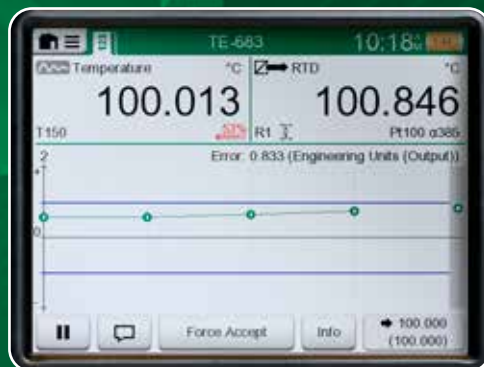 TE-683 10:18
Temperature °C RTD °C
100.013 100.846
T150 R1 Pt100 α385
2 Error: 0.833 (Engineering Units (Output))
0
Force Accept Info 100.000
(100.000)